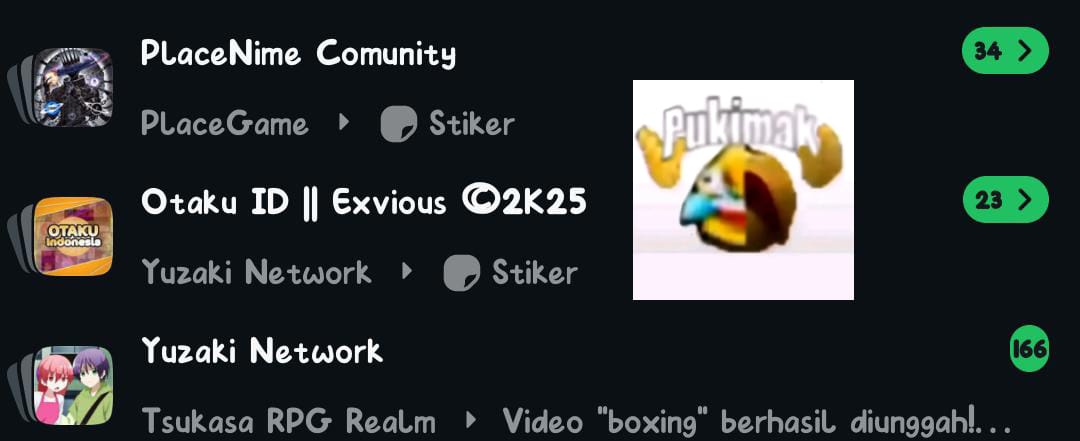 PLaceNime Comunity
34
PLaceGame
Stiker
Pukimak
Otaku ID || Exvious ©2K25
23
OTAKU
Indonesia
Yuzaki Network
Stiker
Yuzaki Network
166
Tsukasa RPG Realm
Video "boxing" berhasil diunggah!...